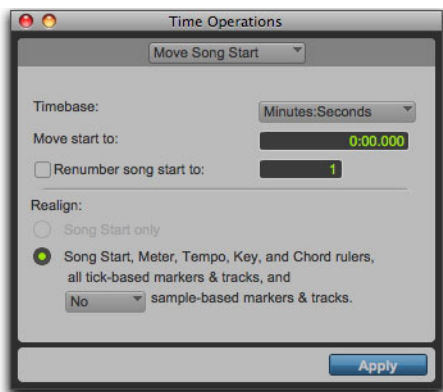 Time Operations
Move Song Start
Timebase: Minutes:Seconds
Move start to: 0:00.000
Renumber song start to: 1
Realign:
Song Start only
Song Start, Meter, Tempo, Key, and Chord rulers,
all tick-based markers & tracks, and
No sample-based markers & tracks.
Apply